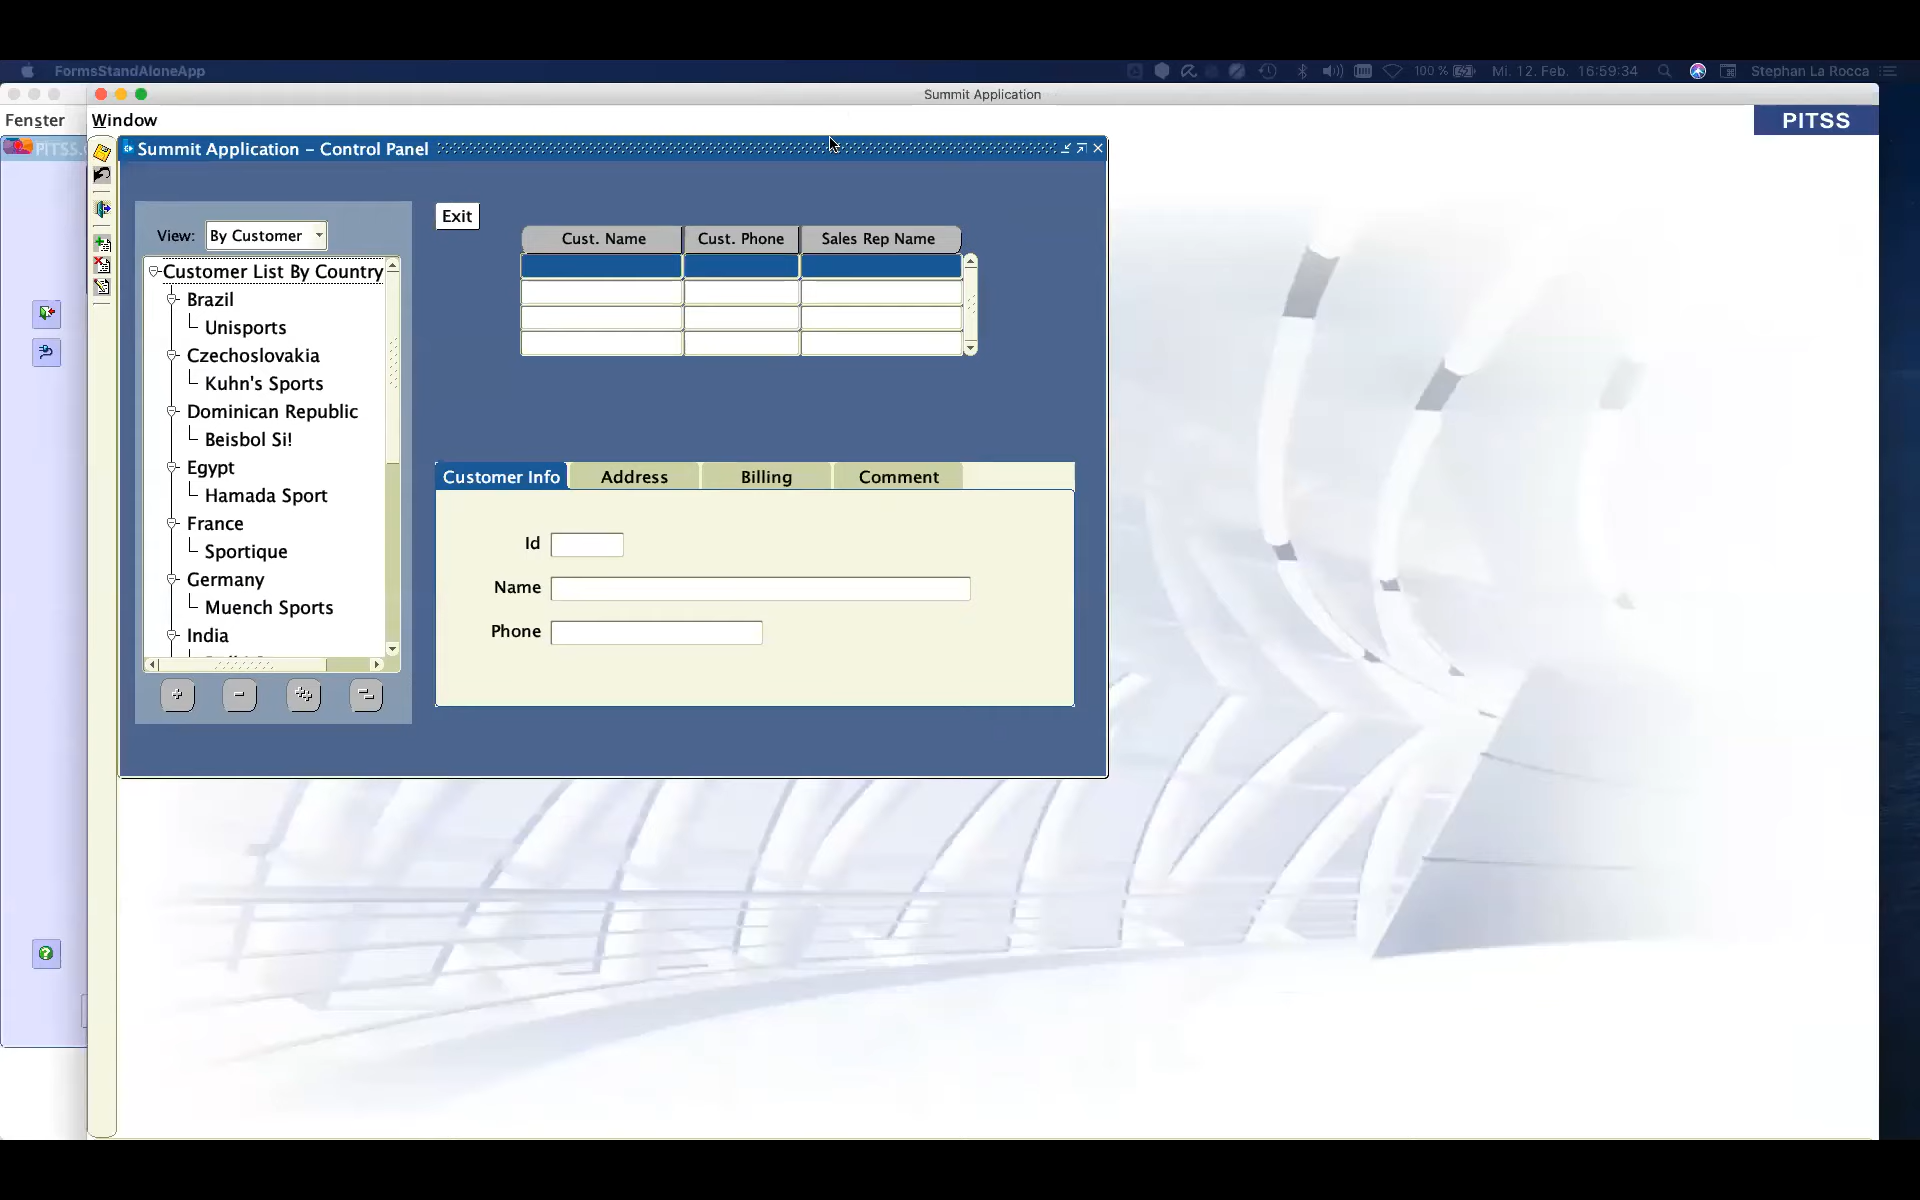 FormsStandAloneApp
100 % Mi. 12. Feb. 16:59:34 Stephan La Rocca
Summit Application
Fenster
Window
PITSS
PITSS.
Summit Application – Control Panel
Exit
View: By Customer
Cust. Name Cust. Phone Sales Rep Name
Customer List By Country
Brazil
Unisports
Czechoslovakia
Kuhn's Sports
Dominican Republic
Beisbol Si!
Egypt
Hamada Sport
France
Sportique
Germany
Muench Sports
India
Customer Info Address Billing Comment
Id
Name
Phone